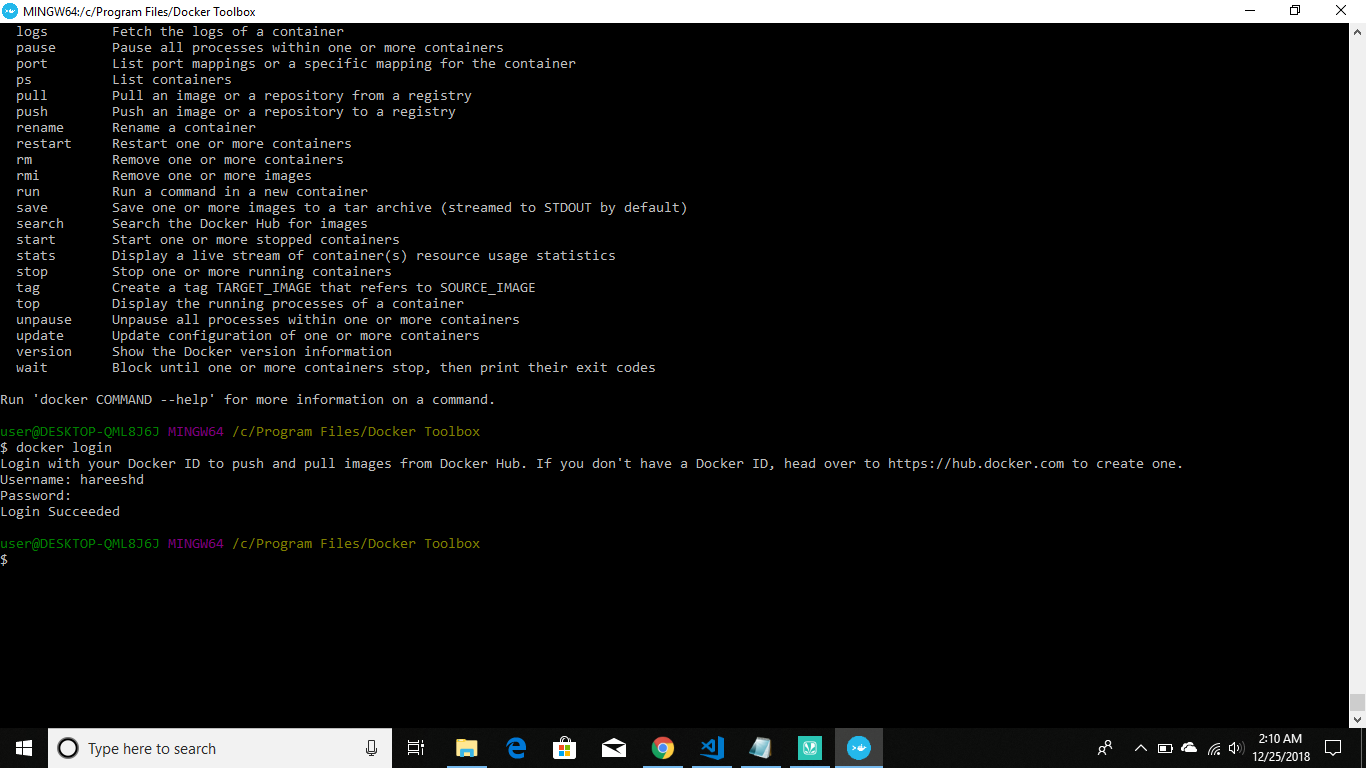 MINGW64:/c/Program Files/Docker Toolbox
logs        Fetch the logs of a container
pause       Pause all processes within one or more containers
port        List port mappings or a specific mapping for the container
ps          List containers
pull        Pull an image or a repository from a registry
push        Push an image or a repository to a registry
rename      Rename a container
restart     Restart one or more containers
rm          Remove one or more containers
rmi         Remove one or more images
run         Run a command in a new container
save        Save one or more images to a tar archive (streamed to STDOUT by default)
search      Search the Docker Hub for images
start       Start one or more stopped containers
stats       Display a live stream of container(s) resource usage statistics
stop        Stop one or more running containers
tag         Create a tag TARGET_IMAGE that refers to SOURCE_IMAGE
top         Display the running processes of a container
unpause     Unpause all processes within one or more containers
update      Update configuration of one or more containers
version     Show the Docker version information
wait        Block until one or more containers stop, then print their exit codes
Run 'docker COMMAND --help' for more information on a command.
user@DESKTOP-QML8J6J MINGW64 /c/Program Files/Docker Toolbox
$ docker login
Login with your Docker ID to push and pull images from Docker Hub. If you don't have a Docker ID, head over to https://hub.docker.com to create one.
Username: hareeshd
Password:
Login Succeeded
user@DESKTOP-QML8J6J MINGW64 /c/Program Files/Docker Toolbox
$
Type here to search
2:10 AM
12/25/2018